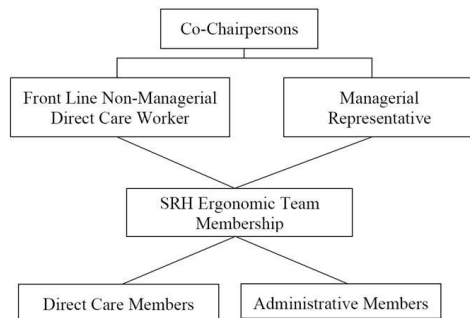 Co-Chairpersons
Front Line Non-Managerial
Direct Care Worker
Managerial
Representative
SRH Ergonomic Team
Membership
Direct Care Members
Administrative Members